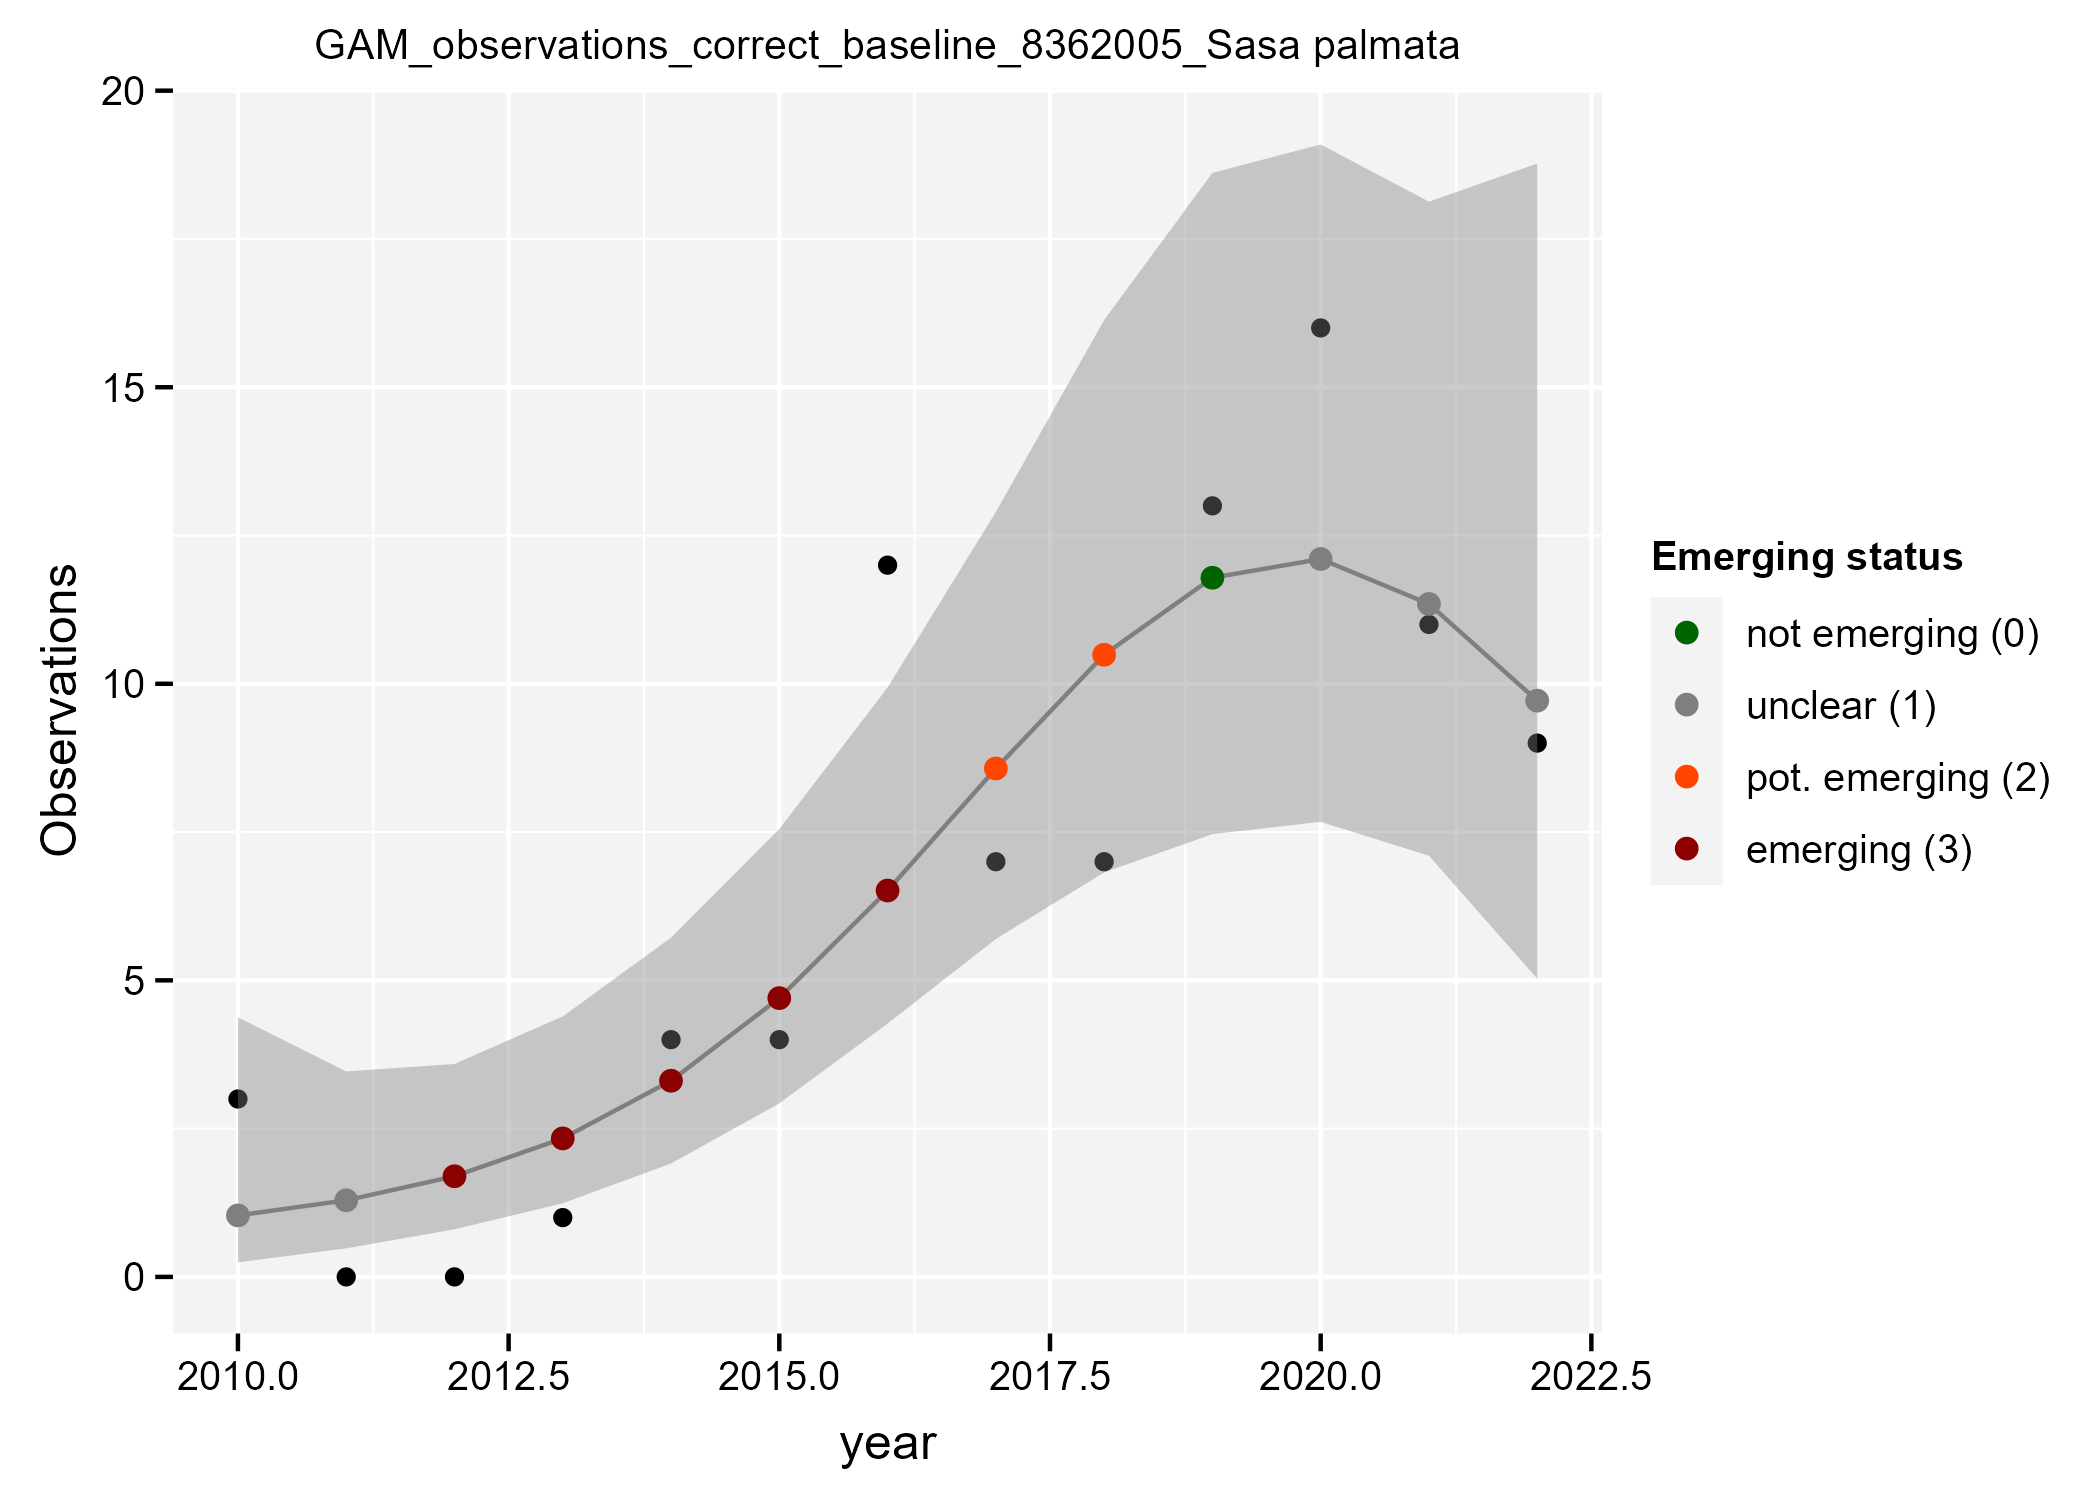 GAM_observations_correct_baseline_8362005_Sasa palmata
20
15
10
5
0
Observations
2010.0 2012.5 2015.0 2017.5 2020.0 2022.5
year
Emerging status
not emerging (0)
unclear (1)
pot. emerging (2)
emerging (3)